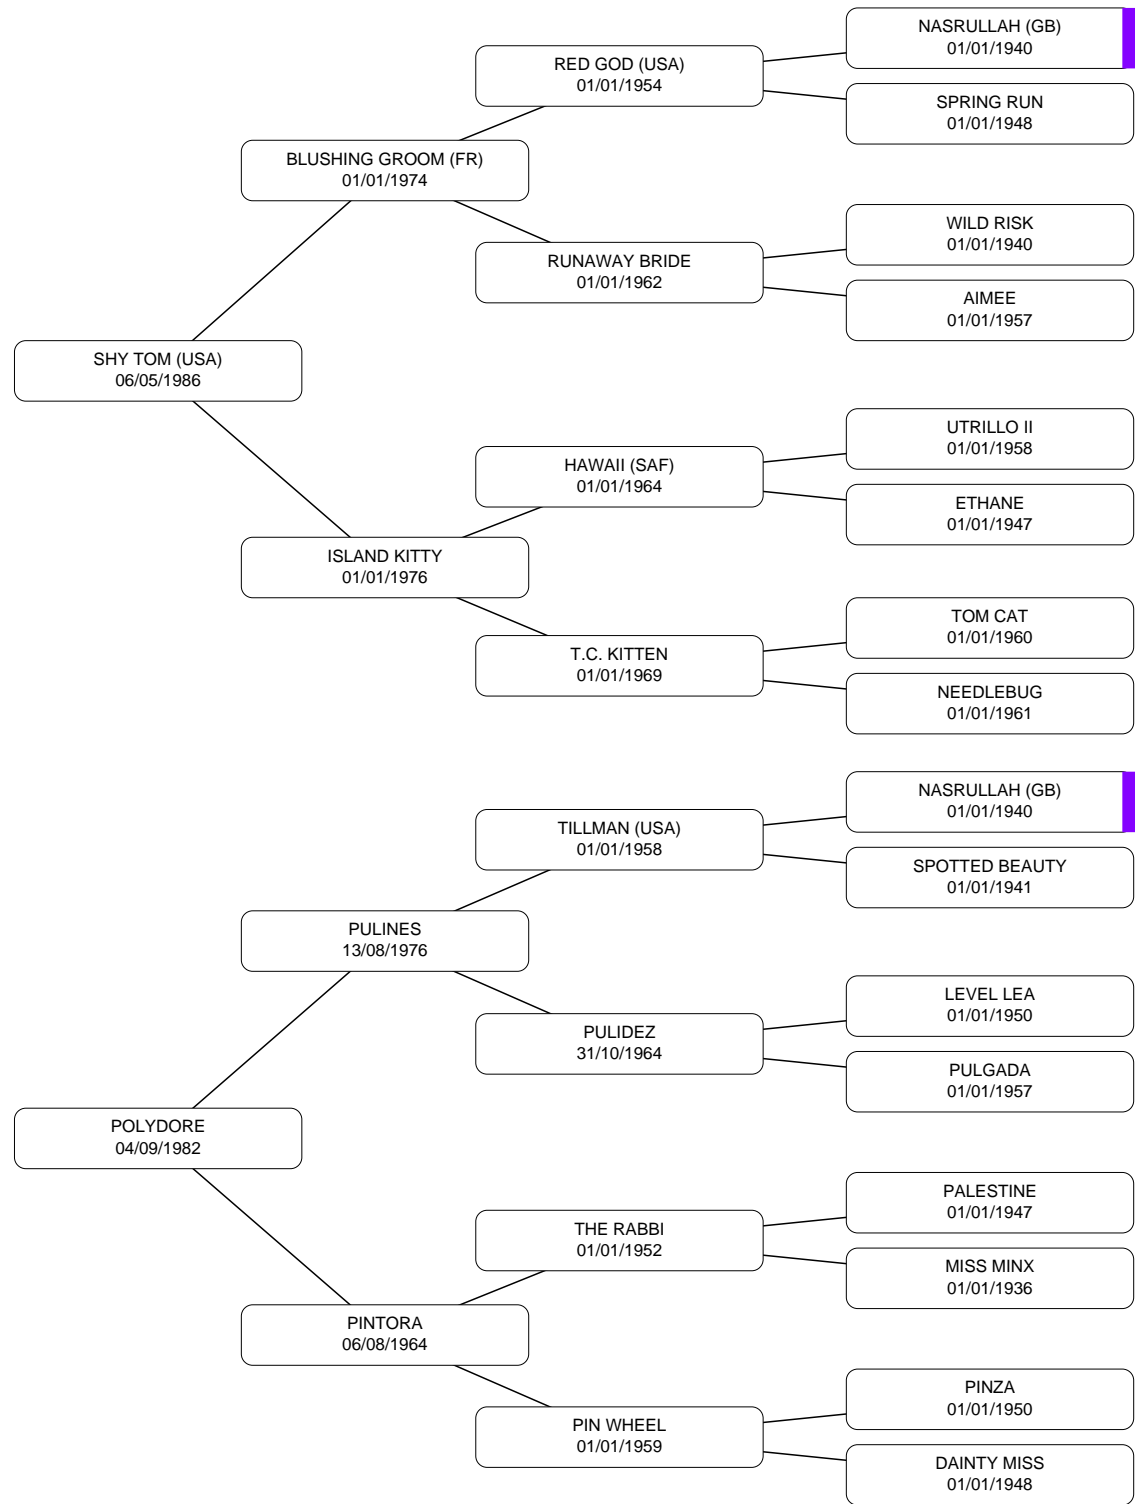 NASRULLAH (GB)
01/01/1940
RED GOD (USA)
01/01/1954
SPRING RUN
01/01/1948
BLUSHING GROOM (FR)
01/01/1974
WILD RISK
01/01/1940
RUNAWAY BRIDE
01/01/1962
AIMEE
01/01/1957
SHY TOM (USA)
06/05/1986
UTRILLO II
01/01/1958
HAWAII (SAF)
01/01/1964
ETHANE
01/01/1947
ISLAND KITTY
01/01/1976
TOM CAT
01/01/1960
T.C. KITTEN
01/01/1969
NEEDLEBUG
01/01/1961
NASRULLAH (GB)
01/01/1940
TILLMAN (USA)
01/01/1958
SPOTTED BEAUTY
01/01/1941
PULINES
13/08/1976
LEVEL LEA
01/01/1950
PULIDEZ
31/10/1964
PULGADA
01/01/1957
POLYDORE
04/09/1982
PALESTINE
01/01/1947
THE RABBI
01/01/1952
MISS MINX
01/01/1936
PINTORA
06/08/1964
PINZA
01/01/1950
PIN WHEEL
01/01/1959
DAINTY MISS
01/01/1948